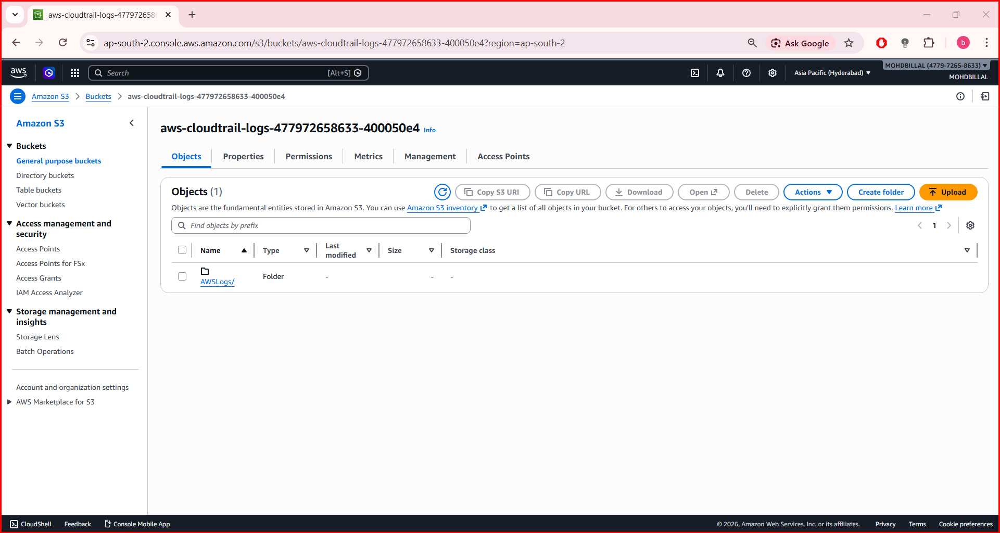 aws-cloudtrail-logs-4779726586
ap-south-2.console.aws.amazon.com/s3/buckets/aws-cloudtrail-logs-477972658633-400050e4?region=ap-south-2
Ask Google
b
aws
Search
[Alt+S]
Asia Pacific (Hyderabad)
MOHDBILLAL (4779-7265-8633)
MOHDBILLAL
Amazon S3
Buckets
aws-cloudtrail-logs-477972658633-400050e4
Amazon S3
Buckets
General purpose buckets
Directory buckets
Table buckets
Vector buckets
Access management and
security
Access Points
Access Points for FSx
Access Grants
IAM Access Analyzer
Storage management and
insights
Storage Lens
Batch Operations
Account and organization settings
AWS Marketplace for S3
aws-cloudtrail-logs-477972658633-400050e4 Info
Objects
Properties
Permissions
Metrics
Management
Access Points
Objects (1)
Copy S3 URI
Copy URL
Download
Open
Delete
Actions
Create folder
Upload
Objects are the fundamental entities stored in Amazon S3. You can use Amazon S3 inventory to get a list of all objects in your bucket. For others to access your objects, you'll need to explicitly grant them permissions. Learn more
Find objects by prefix
1
Name
Type
Last
modified
Size
Storage class
AWSLogs/
Folder
-
-
-
CloudShell
Feedback
Console Mobile App
© 2026, Amazon Web Services, Inc. or its affiliates.
Privacy
Terms
Cookie preferences